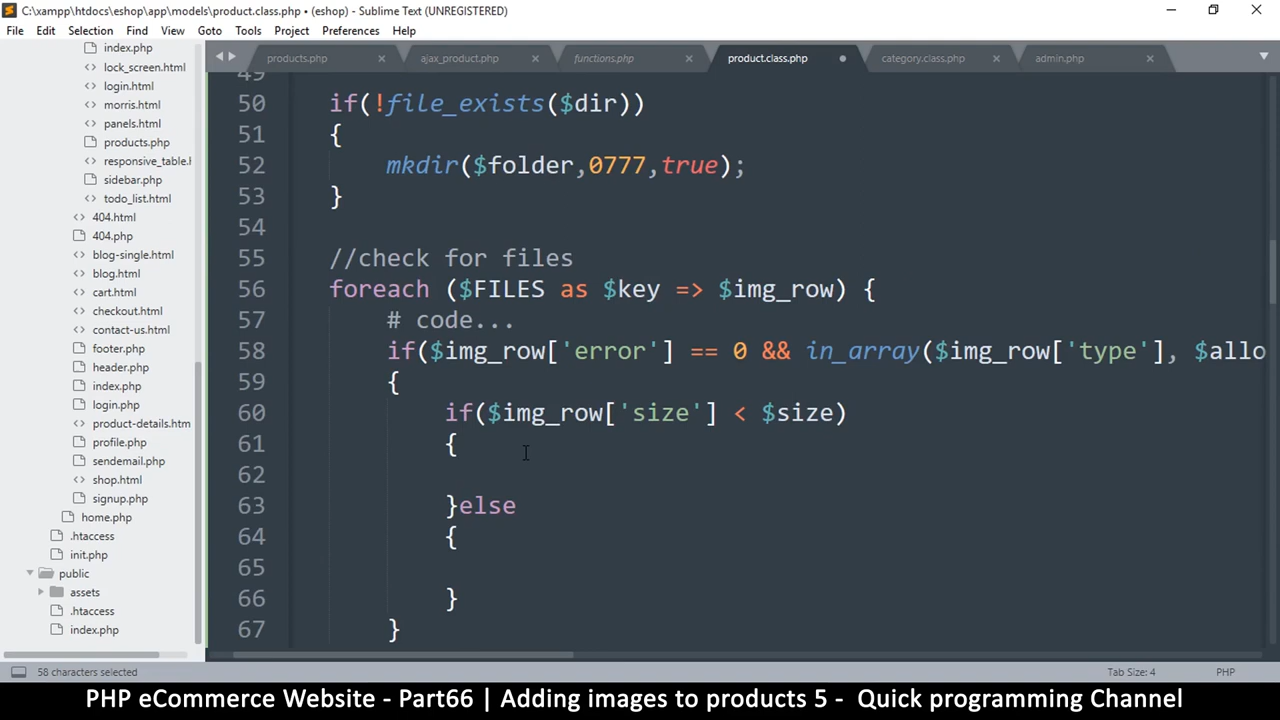 C:\xampp\htdocs\eshop\app\models\product.class.php • (eshop) - Sublime Text (UNREGISTERED)
File Edit Selection Find View Goto Tools Project Preferences Help
index.php
lock_screen.html
login.html
morris.html
panels.html
products.php
responsive_table.h
sidebar.php
todo_list.html
404.html
404.php
blog-single.html
blog.html
cart.html
checkout.html
contact-us.html
footer.php
header.php
index.php
login.php
product-details.htm
profile.php
sendemail.php
shop.html
signup.php
home.php
.htaccess
init.php
public
assets
.htaccess
index.php
products.php ajax_product.php functions.php product.class.php category.class.php admin.php
49
50 if(!file_exists($dir))
51 {
52 mkdir($folder,0777,true);
53 }
54
55 //check for files
56 foreach ($FILES as $key => $img_row) {
57 # code...
58 if($img_row['error'] == 0 && in_array($img_row['type'], $allo
59 {
60 if($img_row['size'] < $size)
61 {
62
63 }else
64 {
65
66 }
67 }
58 characters selected Tab Size: 4 PHP
PHP eCommerce Website - Part66 | Adding images to products 5 - Quick programming Channel